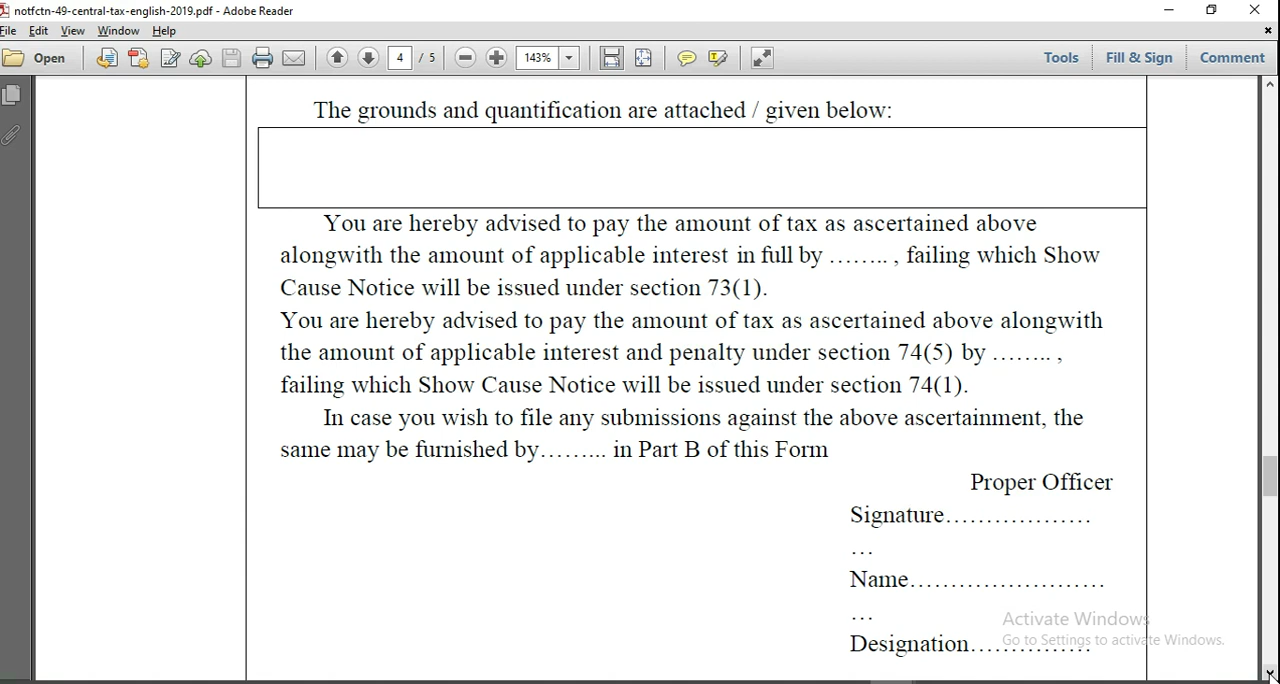 notfctn-49-central-tax-english-2019.pdf - Adobe Reader
File Edit View Window Help
Open 4 / 5 143% Tools Fill & Sign Comment
The grounds and quantification are attached / given below:
You are hereby advised to pay the amount of tax as ascertained above
alongwith the amount of applicable interest in full by …….. , failing which Show
Cause Notice will be issued under section 73(1).
You are hereby advised to pay the amount of tax as ascertained above alongwith
the amount of applicable interest and penalty under section 74(5) by …….. ,
failing which Show Cause Notice will be issued under section 74(1).
In case you wish to file any submissions against the above ascertainment, the
same may be furnished by…….. in Part B of this Form
Proper Officer
Signature………………
…
Name……………………
…
Designation……………
Activate Windows
Go to Settings to activate Windows.